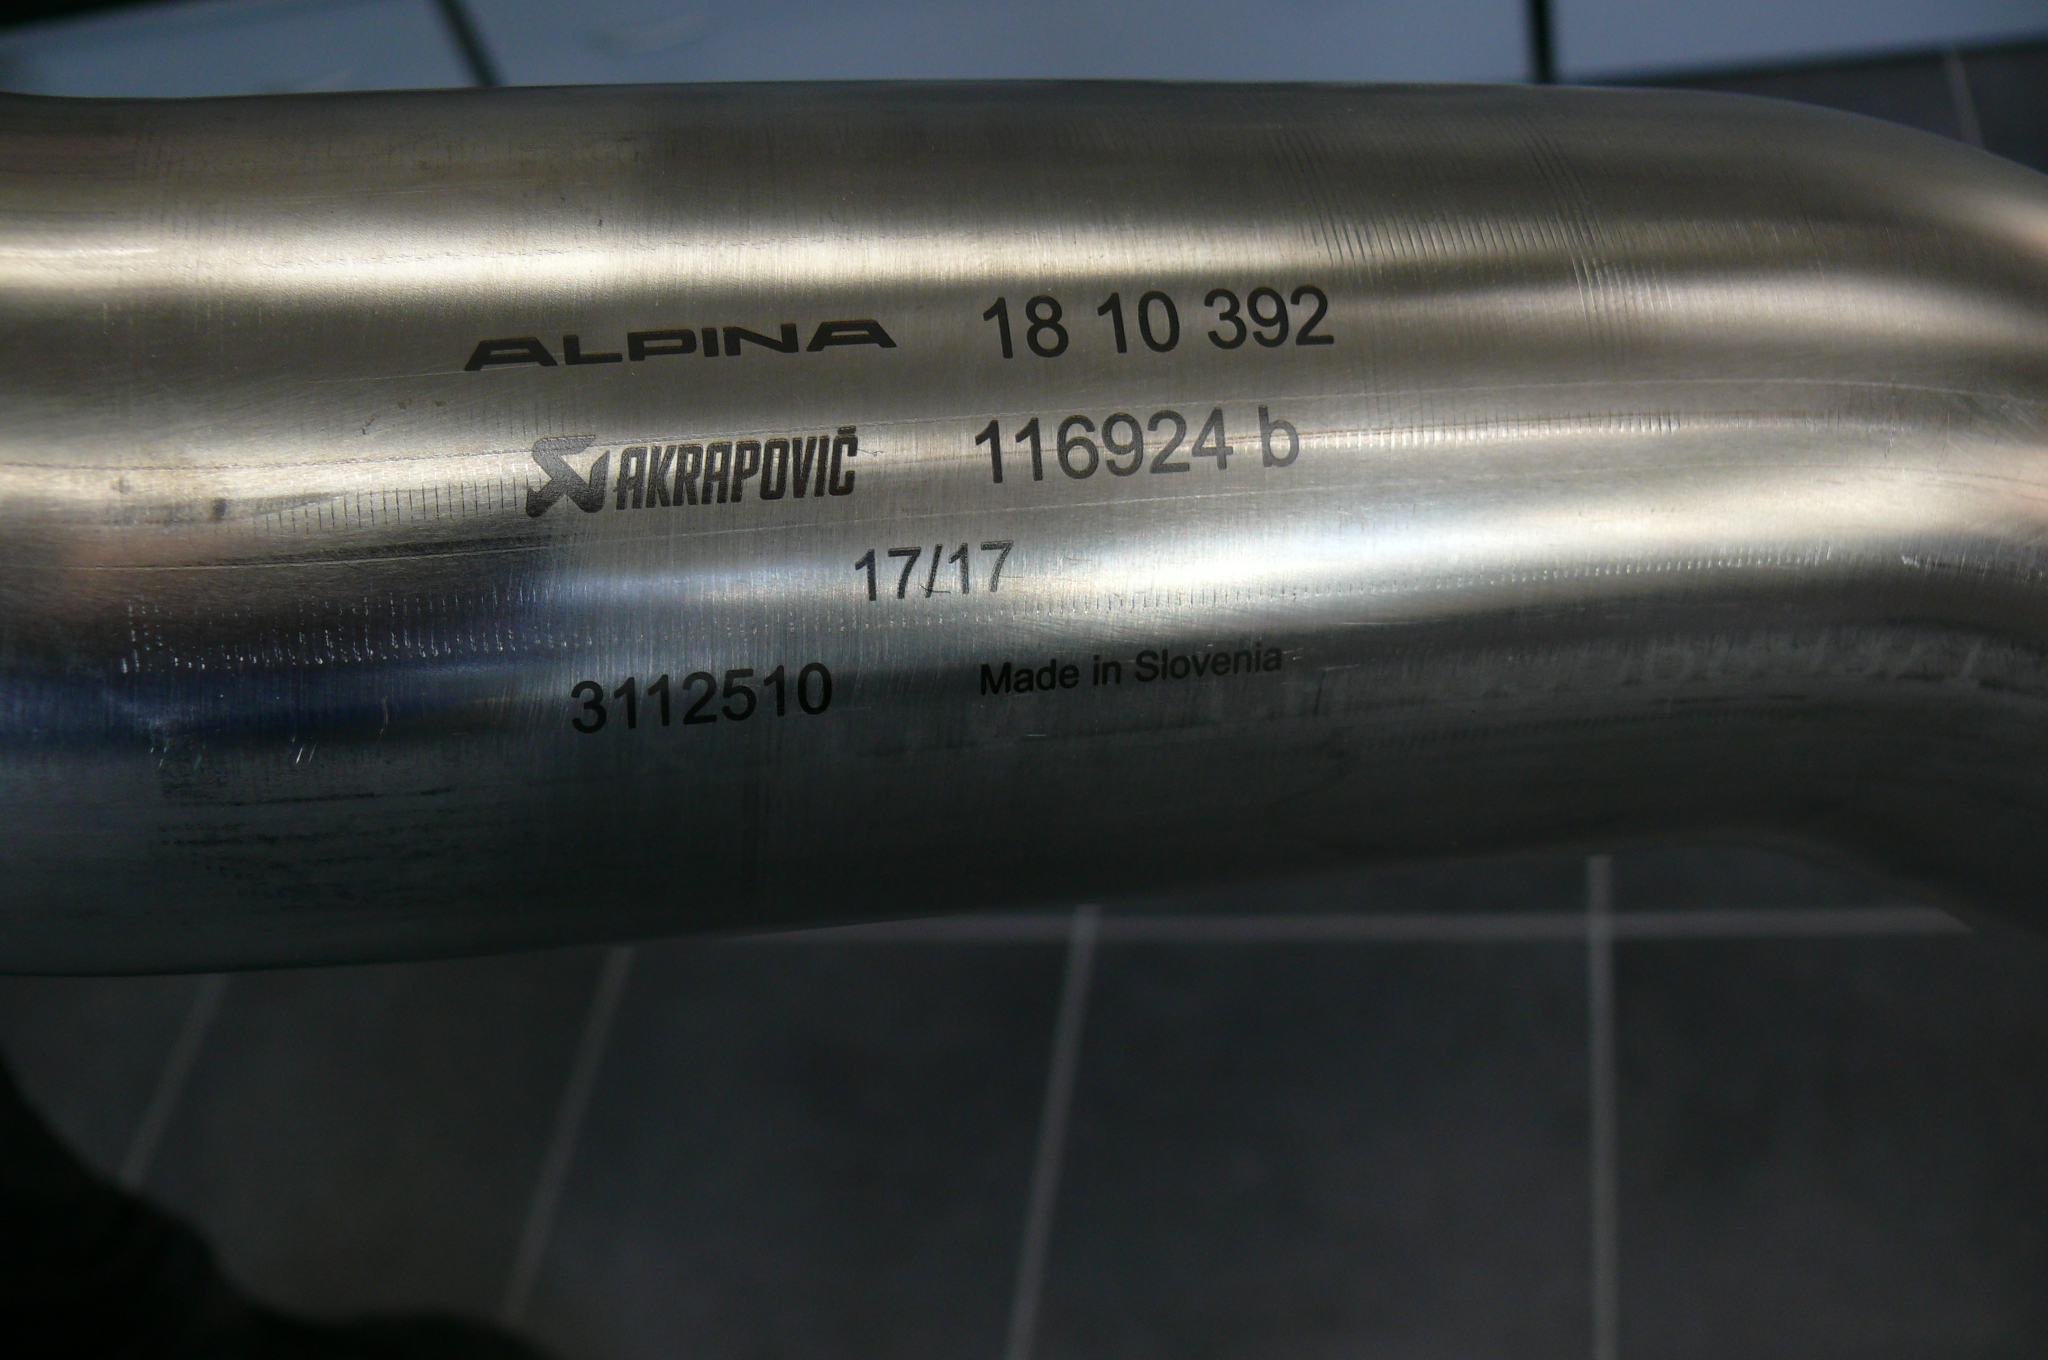 ALPINA 18 10 392
AKRAPOVIČ 116924 b
17/17
3112510 Made in Slovenia